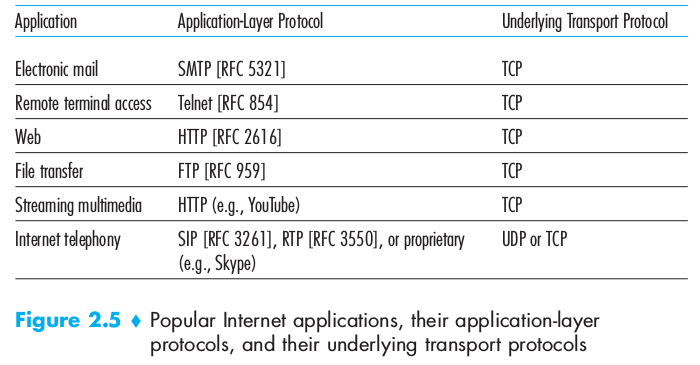 Application Application-Layer Protocol Underlying Transport Protocol
Electronic mail SMTP [RFC 5321] TCP
Remote terminal access Telnet [RFC 854] TCP
Web HTTP [RFC 2616] TCP
File transfer FTP [RFC 959] TCP
Streaming multimedia HTTP (e.g., YouTube) TCP
Internet telephony SIP [RFC 3261], RTP [RFC 3550], or proprietary UDP or TCP
(e.g., Skype)
Figure 2.5 ♦ Popular Internet applications, their application-layer
protocols, and their underlying transport protocols